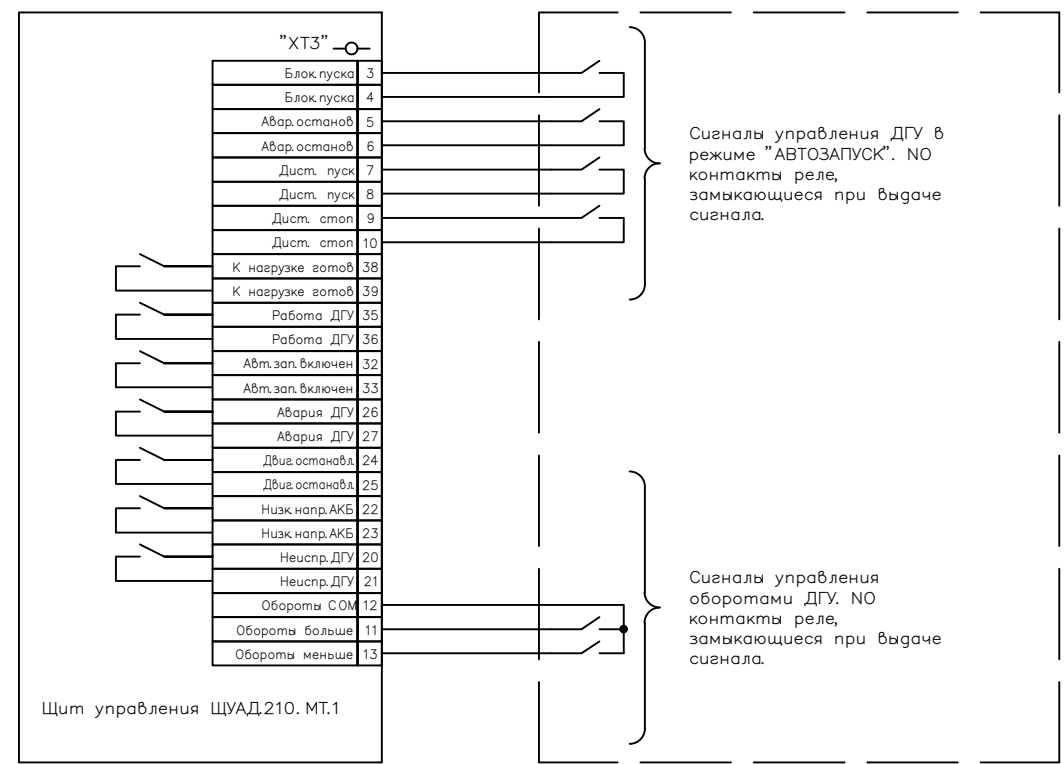 "ХТ3"
Блок.пуска 3
Блок.пуска 4
Авар.останов 5
Авар.останов 6
Дист. пуск 7
Дист. пуск 8
Дист. стоп 9
Дист. стоп 10
К нагрузке готов 38
К нагрузке готов 39
Работа ДГУ 35
Работа ДГУ 36
Авт.зап.включен 32
Авт.зап.включен 33
Авария ДГУ 26
Авария ДГУ 27
Двиг.останавл. 24
Двиг.останавл. 25
Низк.напр.АКБ 22
Низк.напр.АКБ 23
Неиспр.ДГУ 20
Неиспр.ДГУ 21
Обороты СОМ 12
Обороты больше 11
Обороты меньше 13
Щит управления ЩУАД.210. МТ.1
Сигналы управления ДГУ в
режиме "АВТОЗАПУСК". NO
контакты реле,
замыкающиеся при выдаче
сигнала.
Сигналы управления
оборотами ДГУ. NO
контакты реле,
замыкающиеся при выдаче
сигнала.